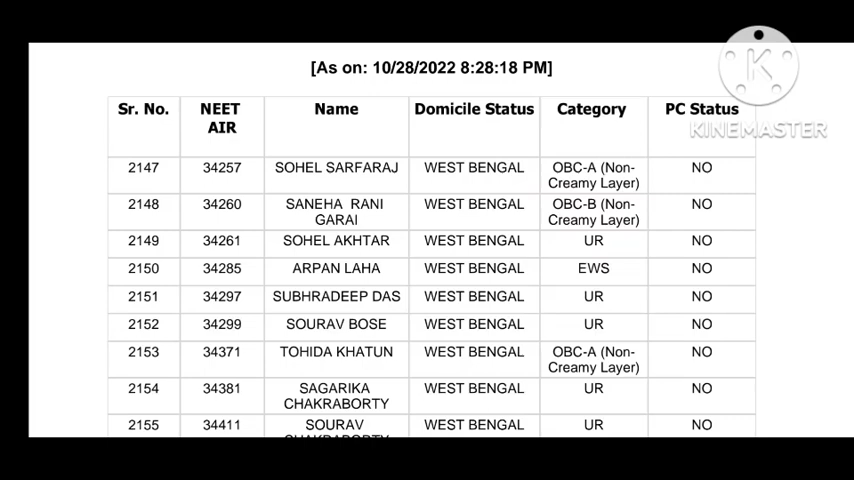 [As on: 10/28/2022 8:28:18 PM]
Sr. No. NEET AIR Name Domicile Status Category PC Status
KINEMASTER
2147 34257 SOHEL SARFARAJ WEST BENGAL OBC-A (Non-Creamy Layer) NO
2148 34260 SANEHA RANI GARAI WEST BENGAL OBC-B (Non-Creamy Layer) NO
2149 34261 SOHEL AKHTAR WEST BENGAL UR NO
2150 34285 ARPAN LAHA WEST BENGAL EWS NO
2151 34297 SUBHRADEEP DAS WEST BENGAL UR NO
2152 34299 SOURAV BOSE WEST BENGAL UR NO
2153 34371 TOHIDA KHATUN WEST BENGAL OBC-A (Non-Creamy Layer) NO
2154 34381 SAGARIKA CHAKRABORTY WEST BENGAL UR NO
2155 34411 SOURAV WEST BENGAL UR NO